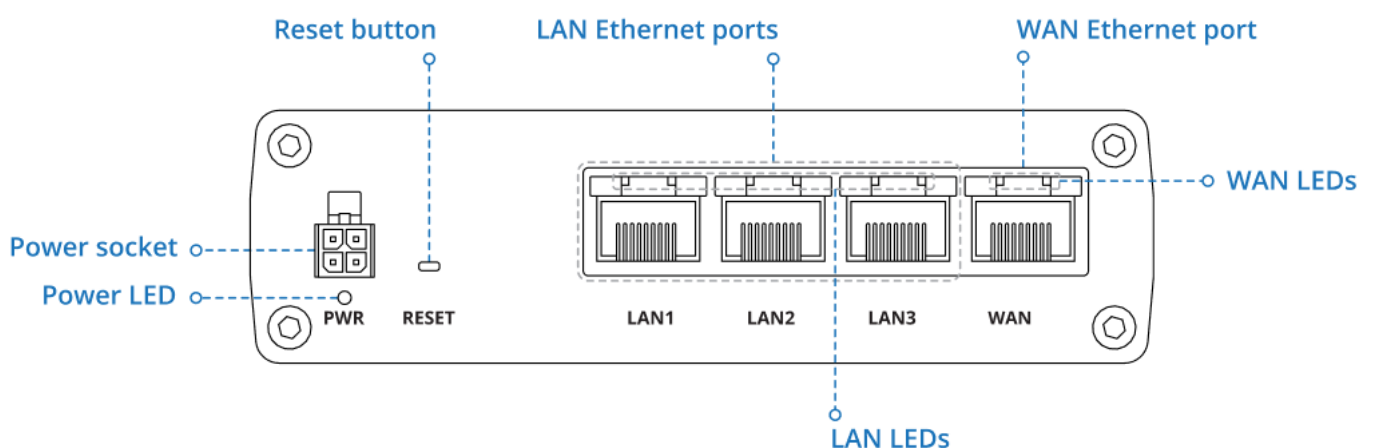 Reset button
LAN Ethernet ports
WAN Ethernet port
WAN LEDs
Power socket
Power LED
PWR
RESET
LAN1
LAN2
LAN3
WAN
LAN LEDs